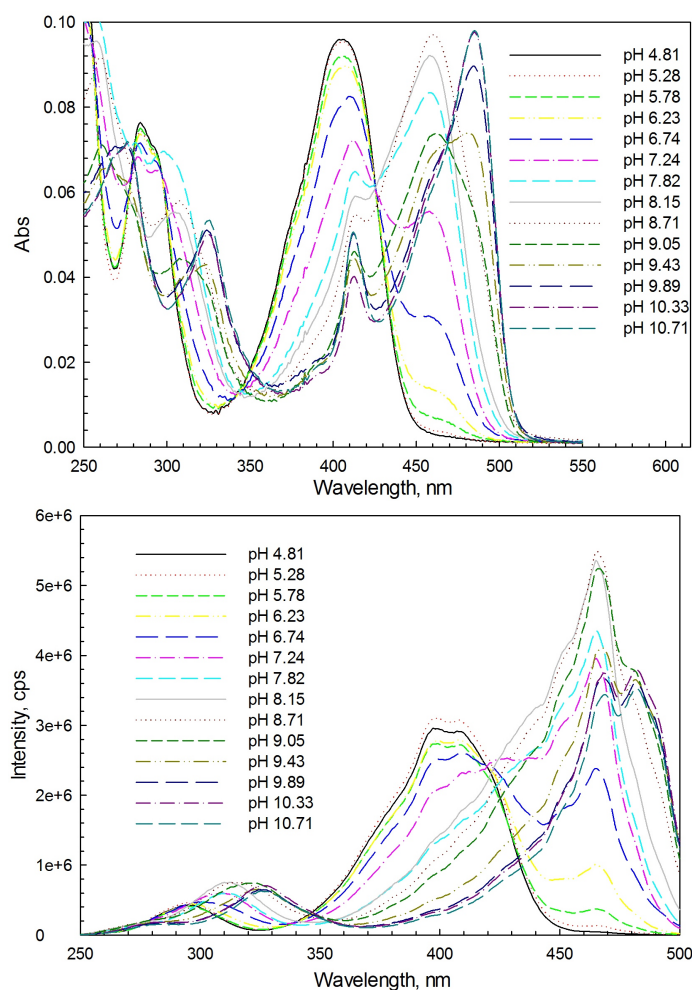 0.10
0.08
0.06
0.04
0.02
0.00
Abs
250 300 350 400 450 500 550 600
Wavelength, nm
pH 4.81
pH 5.28
pH 5.78
pH 6.23
pH 6.74
pH 7.24
pH 7.82
pH 8.15
pH 8.71
pH 9.05
pH 9.43
pH 9.89
pH 10.33
pH 10.71
6e+6
5e+6
4e+6
3e+6
2e+6
1e+6
0
Intensity, cps
250 300 350 400 450 500
Wavelength, nm
pH 4.81
pH 5.28
pH 5.78
pH 6.23
pH 6.74
pH 7.24
pH 7.82
pH 8.15
pH 8.71
pH 9.05
pH 9.43
pH 9.89
pH 10.33
pH 10.71